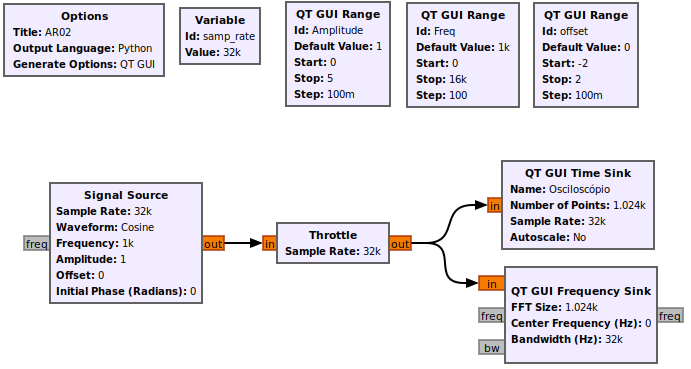 Options
Title: AR02
Output Language: Python
Generate Options: QT GUI
Variable
Id: samp_rate
Value: 32k
QT GUI Range
Id: Amplitude
Default Value: 1
Start: 0
Stop: 5
Step: 100m
QT GUI Range
Id: Freq
Default Value: 1k
Start: 0
Stop: 16k
Step: 100
QT GUI Range
Id: offset
Default Value: 0
Start: -2
Stop: 2
Step: 100m
Signal Source
Sample Rate: 32k
Waveform: Cosine
Frequency: 1k
Amplitude: 1
Offset: 0
Initial Phase (Radians): 0
freq
out
in
Throttle
Sample Rate: 32k
out
in
QT GUI Time Sink
Name: Osciloscópio
Number of Points: 1.024k
Sample Rate: 32k
Autoscale: No
in
freq
bw
QT GUI Frequency Sink
FFT Size: 1.024k
Center Frequency (Hz): 0
Bandwidth (Hz): 32k
freq